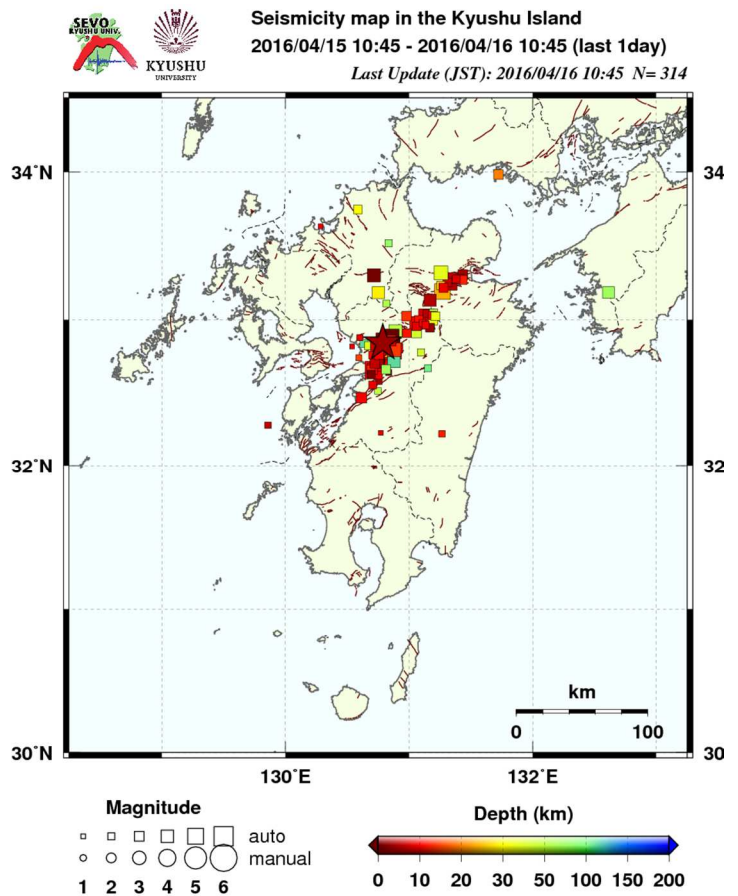 SEVO
KYUSHU UNIV.
KYUSHU
UNIVERSITY
Seismicity map in the Kyushu Island
2016/04/15 10:45 - 2016/04/16 10:45 (last 1day)
Last Update (JST): 2016/04/16 10:45 N= 314
34°N 34
32°N 32
km
0 100
30°N 30
130°E 132°E
Magnitude
auto
manual
1 2 3 4 5 6
Depth (km)
0 10 20 30 50 100 150 200